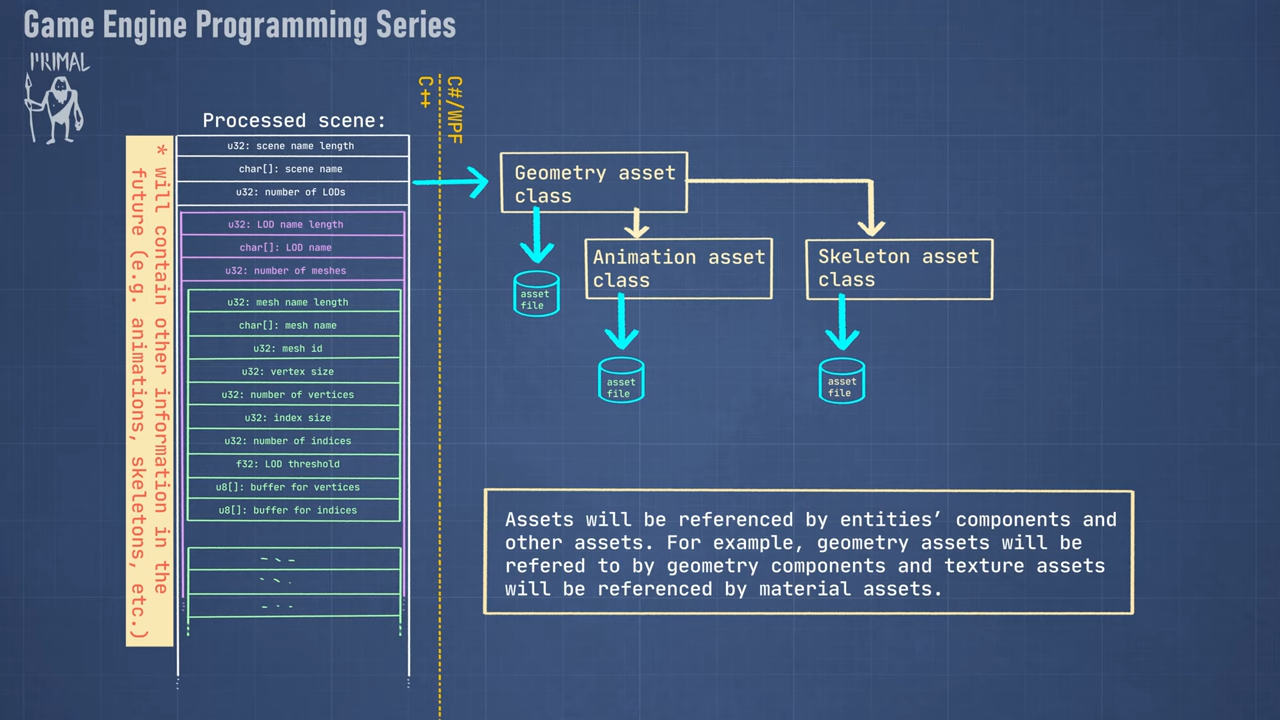 Game Engine Programming Series
PRIMAL
C++
C#/WPF
Processed scene:
* will contain other information in the
future (e.g. animations, skeletons, etc.)
u32: scene name length
char[]: scene name
u32: number of LODs
u32: LOD name length
char[]: LOD name
u32: number of meshes
u32: mesh name length
char[]: mesh name
u32: mesh id
u32: vertex size
u32: number of vertices
u32: index size
u32: number of indices
f32: LOD threshold
u8[]: buffer for vertices
u8[]: buffer for indices
Geometry asset
class
asset
file
Animation asset
class
asset
file
Skeleton asset
class
asset
file
Assets will be referenced by entities’ components and
other assets. For example, geometry assets will be
refered to by geometry components and texture assets
will be referenced by material assets.